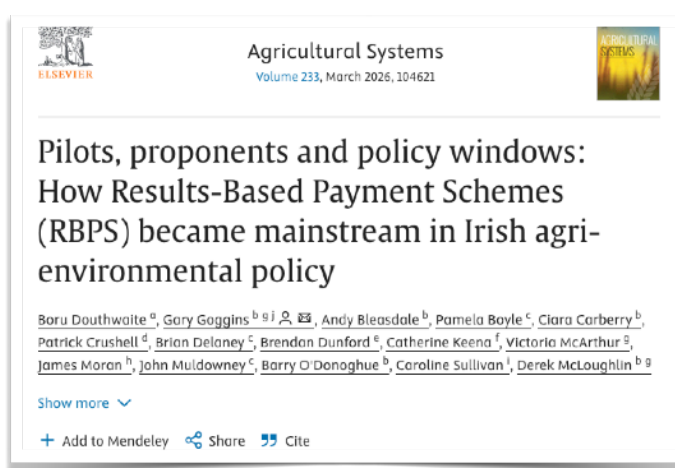 ELSEVIER
Agricultural Systems
Volume 233, March 2026, 104621
AGRICULTURAL
SYSTEMS
Pilots, proponents and policy windows:
How Results-Based Payment Schemes
(RBPS) became mainstream in Irish agri-
environmental policy
Boru Douthwaite a, Gary Goggins b g j, Andy Bleasdale b, Pamela Boyle c, Ciara Carberry b,
Patrick Crushell d, Brian Delaney c, Brendan Dunford e, Catherine Keena f, Victoria McArthur g,
James Moran h, John Muldowney c, Barry O'Donoghue b, Caroline Sullivan i, Derek McLoughlin b g
Show more
Add to Mendeley Share Cite